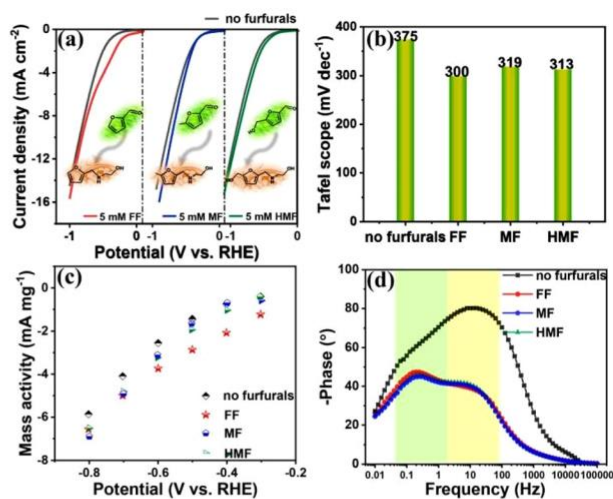 (a)
no furfurals
0
-4
-8
-12
-16
Current density (mA cm⁻²)
5 mM FF
5 mM MF
5 mM HMF
-1
0 -1
0 -1
0
Potential (V vs. RHE)
(b)
400
300
200
100
0
Tafel scope (mV dec⁻¹)
375
300
319
313
no furfurals
FF
MF
HMF
(c)
0
-2
-4
-6
-8
Mass activity (mA mg⁻¹)
no furfurals
FF
MF
HMF
-0.8
-0.6
-0.4
-0.2
Potential (V vs. RHE)
(d)
100
80
60
40
20
0
-Phase (°)
no furfurals
FF
MF
HMF
0.01
0.1
1
10
100
1000
10000
100000
Frequency (Hz)